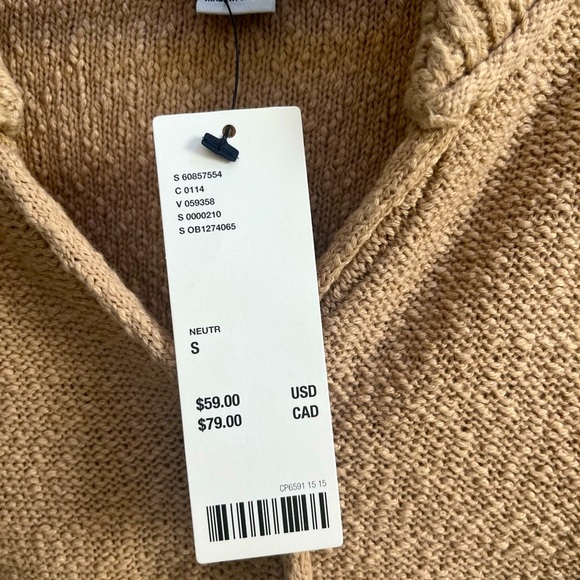 S 60857554
C 0114
V 059358
S 0000210
S OB1274065
NEUTR
S
$59.00 USD
$79.00 CAD
CP6591 15 15